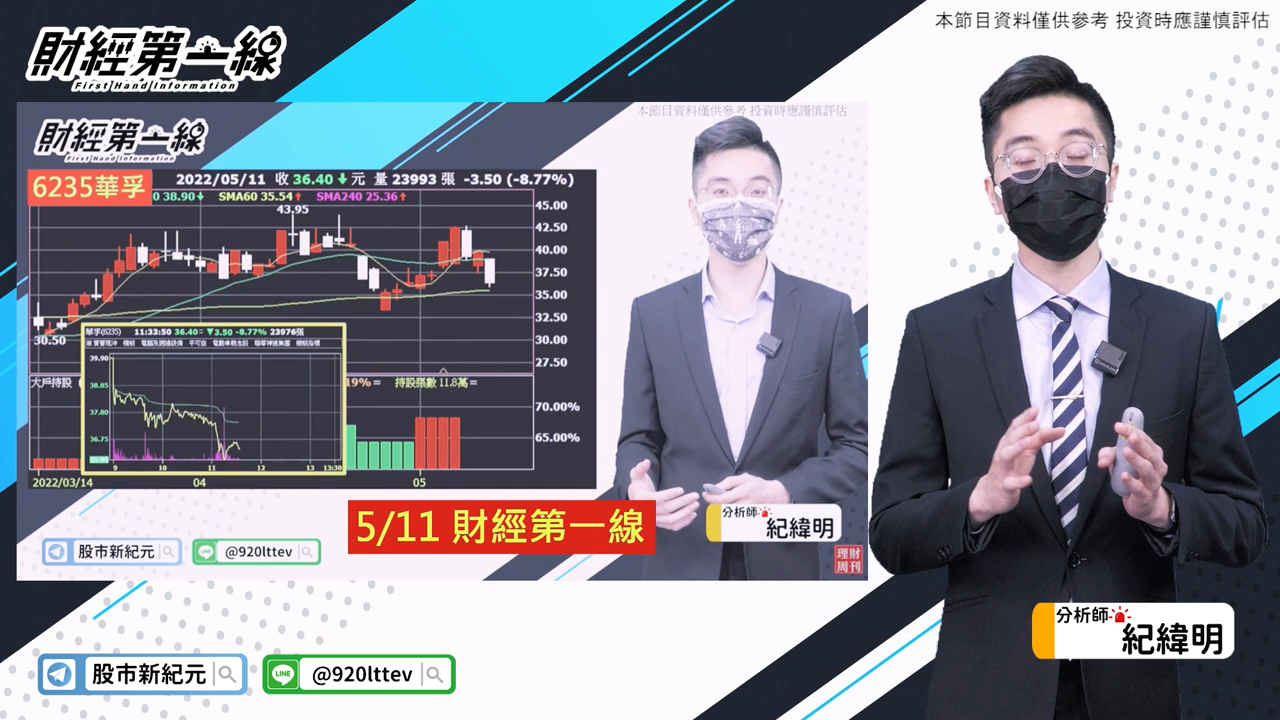 本節目資料僅供參考 投資時應謹慎評估
財經第一線
First Hand Information
本節目資料僅供參考 投資時應謹慎評估
財經第一線
First Hand Information
6235華孚
2022/05/11 收 36.40↓元 量 23993 張 -3.50 (-8.77%)
0 38.90↓ SMA60 35.54↑ SMA240 25.36↑
43.95
45.00
42.50
40.00
37.50
35.00
32.50
30.00
27.50
30.50
華孚(6235) 11:33:50 36.40= ▼3.50 -8.77% 23976張
39.90
38.85
37.80
36.75
9 10 11 12 13 13:30
大戶持股
19%= 持股張數 11.8萬=
70.00%
65.00%
2022/03/14 04 05
5/11 財經第一線
分析師
紀緯明
理財
周刊
股市新紀元
@920lttev
分析師
紀緯明
股市新紀元
LINE
@920lttev